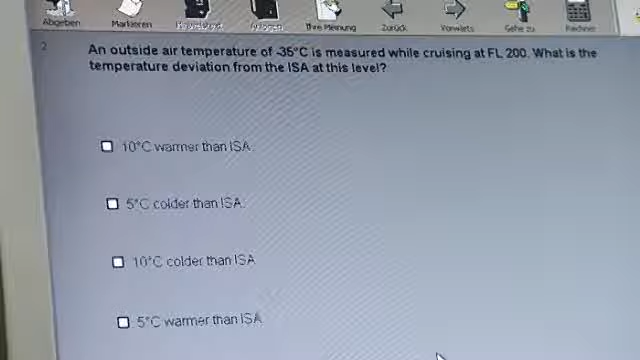 Abgeben Markieren Ihre Meinung Zurück Vorwärts Gehe zu Rechner
2 An outside air temperature of -35°C is measured while cruising at FL 200. What is the
temperature deviation from the ISA at this level?
10°C warmer than ISA.
5°C colder than ISA.
10°C colder than ISA
5°C warmer than ISA